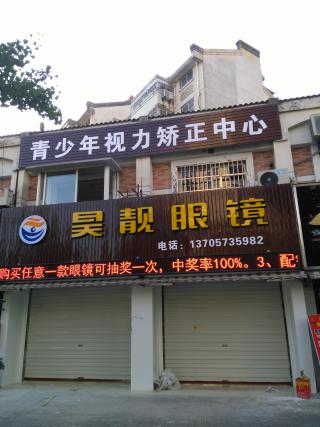 青少年视力矫正中心
昊靓眼镜
电话：13705735982
购买任意一款眼镜可抽奖一次，中奖率100%。3、配